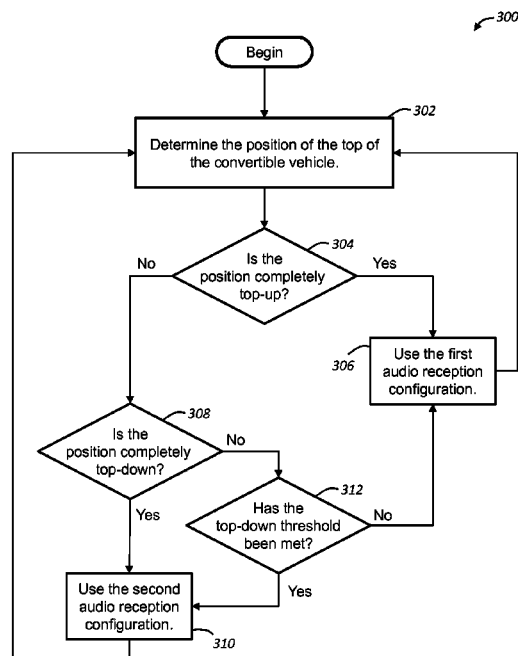 300
Begin
302
Determine the position of the top of
the convertible vehicle.
304
Is the
position completely
top-up?
No
Yes
306
Use the first
audio reception
configuration.
308
Is the
position completely
top-down?
No
Yes
312
Has the
top-down threshold
been met?
No
Yes
Use the second
audio reception
configuration.
310